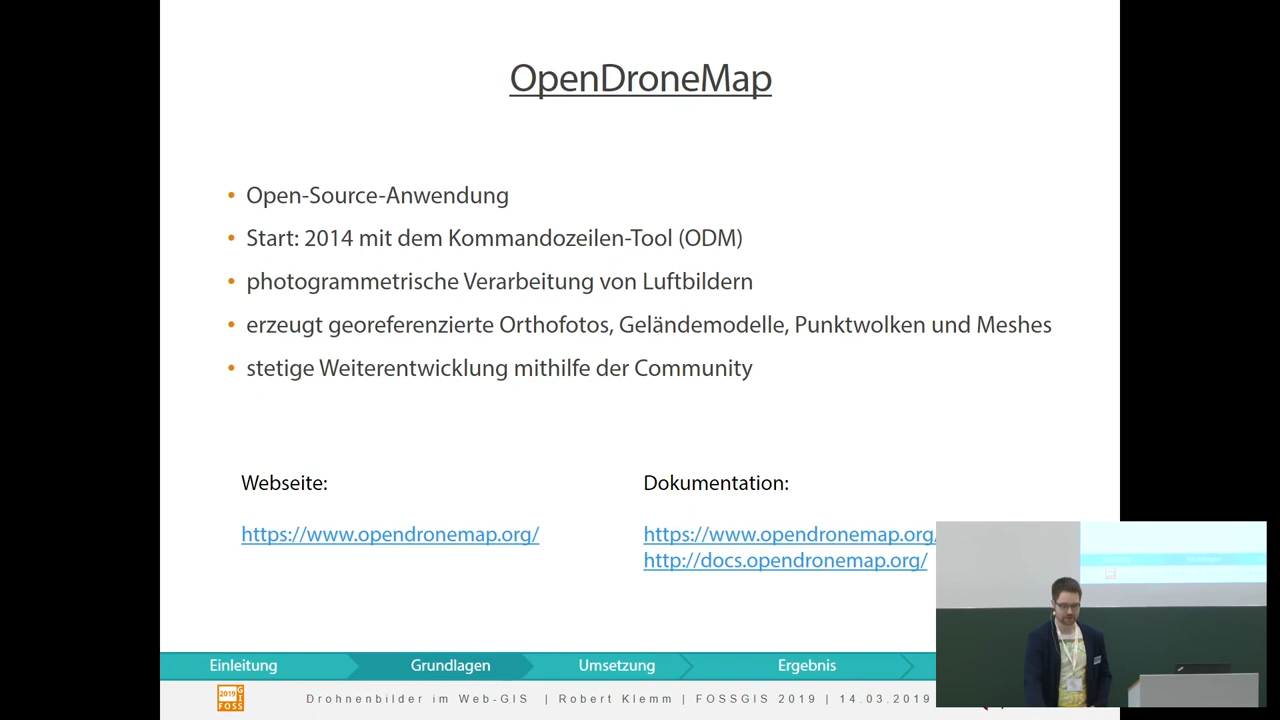 OpenDroneMap
• Open-Source-Anwendung
• Start: 2014 mit dem Kommandozeilen-Tool (ODM)
• photogrammetrische Verarbeitung von Luftbildern
• erzeugt georeferenzierte Orthofotos, Geländemodelle, Punktwolken und Meshes
• stetige Weiterentwicklung mithilfe der Community
Webseite:
https://www.opendronemap.org/
Dokumentation:
https://www.opendronemap.org/
http://docs.opendronemap.org/
Einleitung Grundlagen Umsetzung Ergebnis
2019 FOSSGIS
Drohnenbilder im Web-GIS | Robert Klemm | FOSSGIS 2019 | 14.03.2019